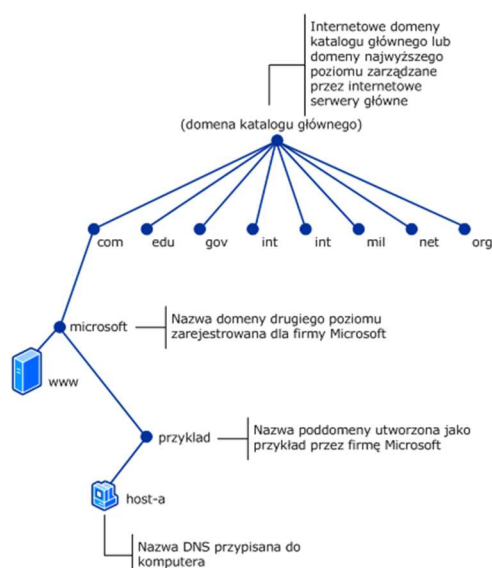 Internetowe domeny
katalogu głównego lub
domeny najwyższego
poziomu zarządzane
przez internetowe
serwery główne
(domena katalogu głównego)
com edu gov int int mil net org
microsoft
Nazwa domeny drugiego poziomu
zarejestrowana dla firmy Microsoft
www
przyklad
Nazwa poddomeny utworzona jako
przykład przez firmę Microsoft
host-a
Nazwa DNS przypisana do
komputera